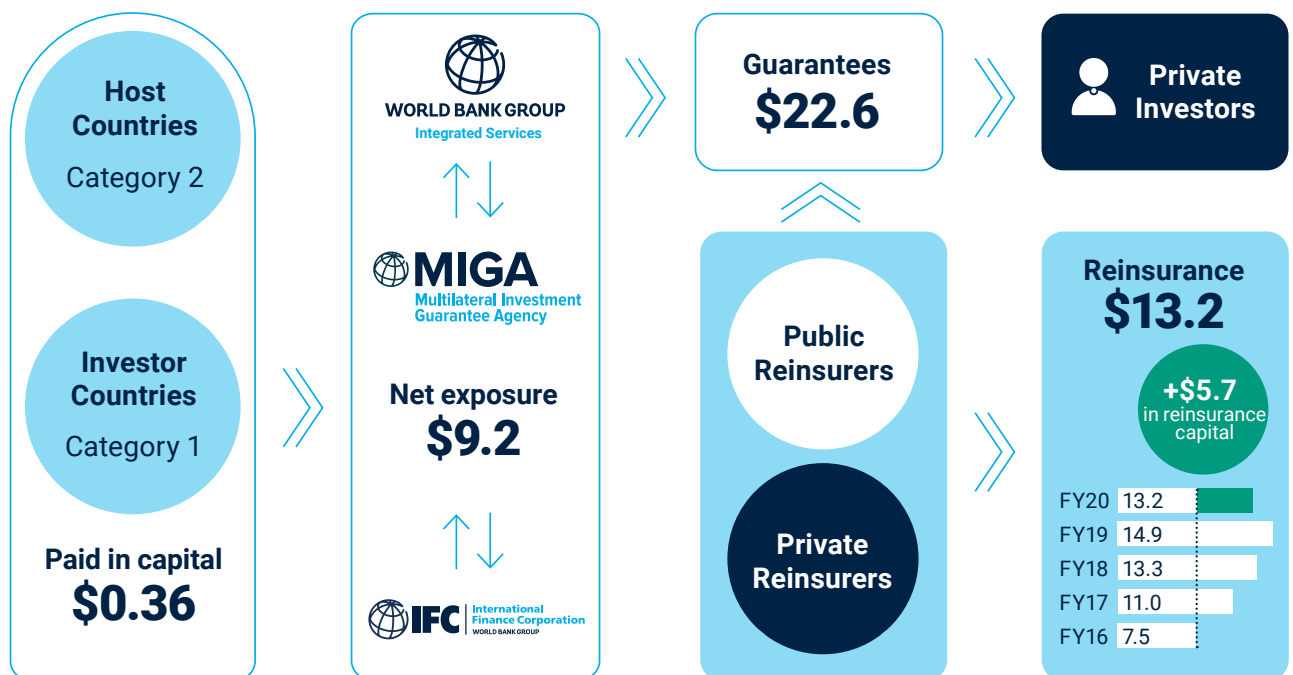 Host
Countries
Category 2
Investor
Countries
Category 1
Paid in capital
$0.36
WORLD BANK GROUP
Integrated Services
MIGA
Multilateral Investment
Guarantee Agency
Net exposure
$9.2
IFC
International
Finance Corporation
WORLD BANK GROUP
Guarantees
$22.6
Public
Reinsurers
Private
Reinsurers
Private
Investors
Reinsurance
$13.2
+$5.7
in reinsurance
capital
FY20 13.2
FY19 14.9
FY18 13.3
FY17 11.0
FY16 7.5